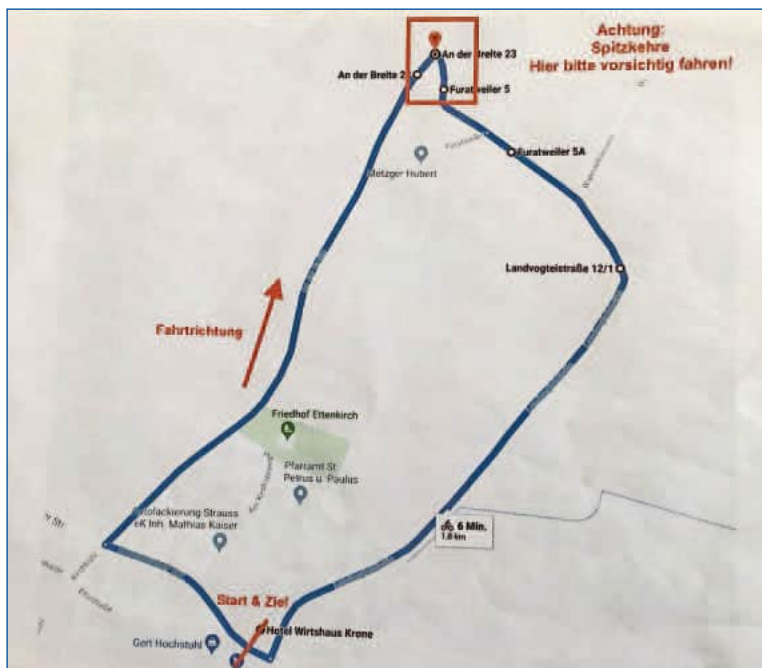 Achtung:
Spitzkehre
Hier bitte vorsichtig fahren!
An der Breite 23
An der Breite 2
Furatweiler 5
Furatweiler 5A
Metzger Hubert
Landvogteistraße 12/1
Fahrtrichtung
Friedhof Ettenkirch
Pfarramt St.
Petrus u. Paulus
Strauss
eK Inh. Mathias Kaiser
6 Min.
1,8 km
Start & Ziel
Hotel Wirtshaus Krone
Gert Hochstuhl